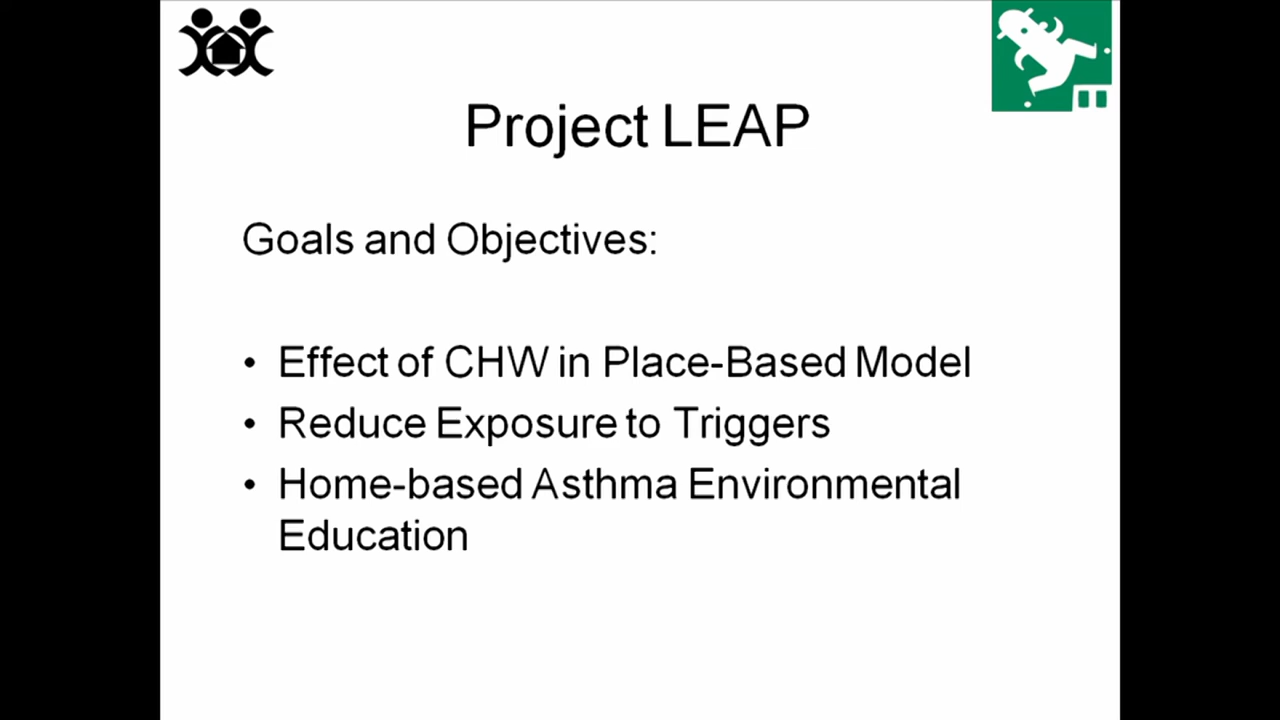 Project LEAP
Goals and Objectives:
• Effect of CHW in Place-Based Model
• Reduce Exposure to Triggers
• Home-based Asthma Environmental
Education